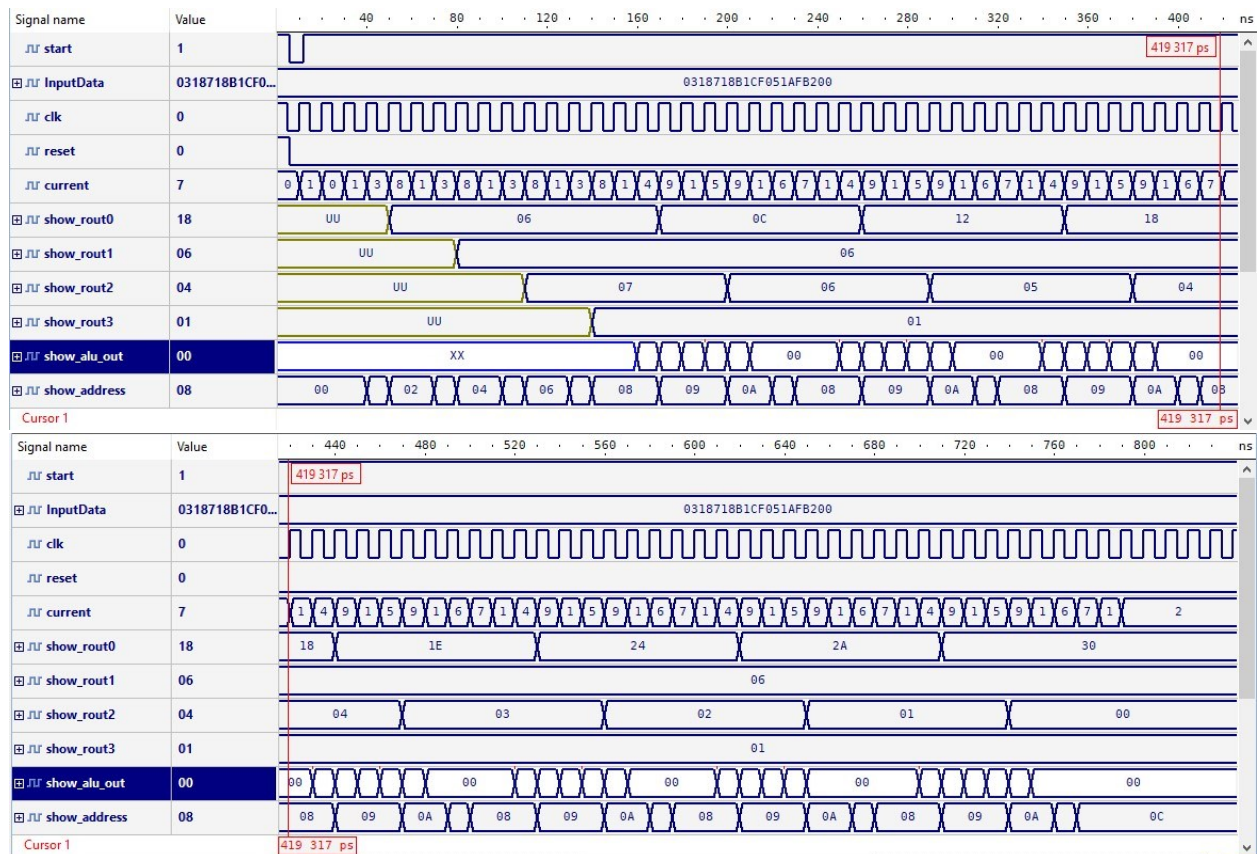 Signal name Value 40 80 120 160 200 240 280 320 360 400 ns
start 1 419 317 ps
InputData 0318718B1CF0... 0318718B1CF051AFB200
clk 0
reset 0
current 7 0 1 0 1 3 8 1 3 8 1 3 8 1 3 8 1 4 9 1 5 9 1 6 7 1 4 9 1 5 9 1 6 7 1 4 9 1 5 9 1 6 7
show_rout0 18 UU 06 0C 12 18
show_rout1 06 UU 06
show_rout2 04 UU 07 06 05 04
show_rout3 01 UU 01
show_alu_out 00 XX 00 00 00
show_address 08 00 02 04 06 08 09 0A 08 09 0A 08 09 0A 08
Cursor 1 419 317 ps
Signal name Value 440 480 520 560 600 640 680 720 760 800 ns
start 1 419 317 ps
InputData 0318718B1CF0... 0318718B1CF051AFB200
clk 0
reset 0
current 7 1 4 9 1 5 9 1 6 7 1 4 9 1 5 9 1 6 7 1 4 9 1 5 9 1 6 7 1 4 9 1 5 9 1 6 7 1 2
show_rout0 18 18 1E 24 2A 30
show_rout1 06 06
show_rout2 04 04 03 02 01 00
show_rout3 01 01
show_alu_out 00 00 00 00 00 00
show_address 08 08 09 0A 08 09 0A 08 09 0A 08 09 0A 0C
Cursor 1 419 317 ps